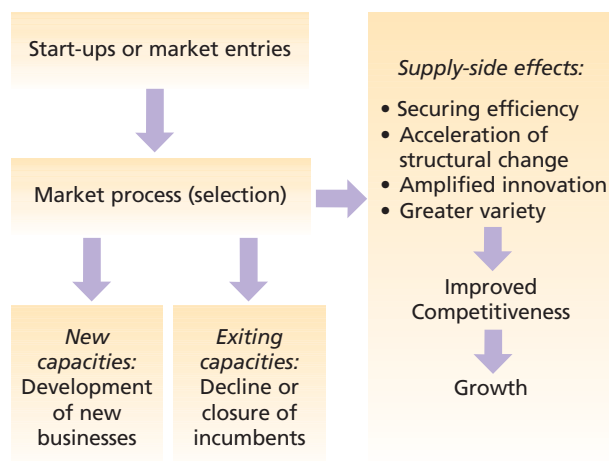 Start-ups or market entries
Market process (selection)
New
capacities:
Development
of new
businesses
Exiting
capacities:
Decline or
closure of
incumbents
Supply-side effects:
• Securing efficiency
• Acceleration of
structural change
• Amplified innovation
• Greater variety
Improved
Competitiveness
Growth